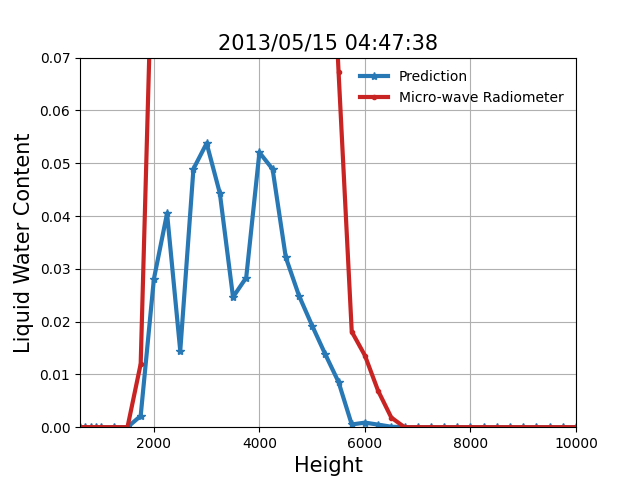 2013/05/15 04:47:38
Prediction
Micro-wave Radiometer
Liquid Water Content
0.07
0.06
0.05
0.04
0.03
0.02
0.01
0.00
2000 4000 6000 8000 10000
Height